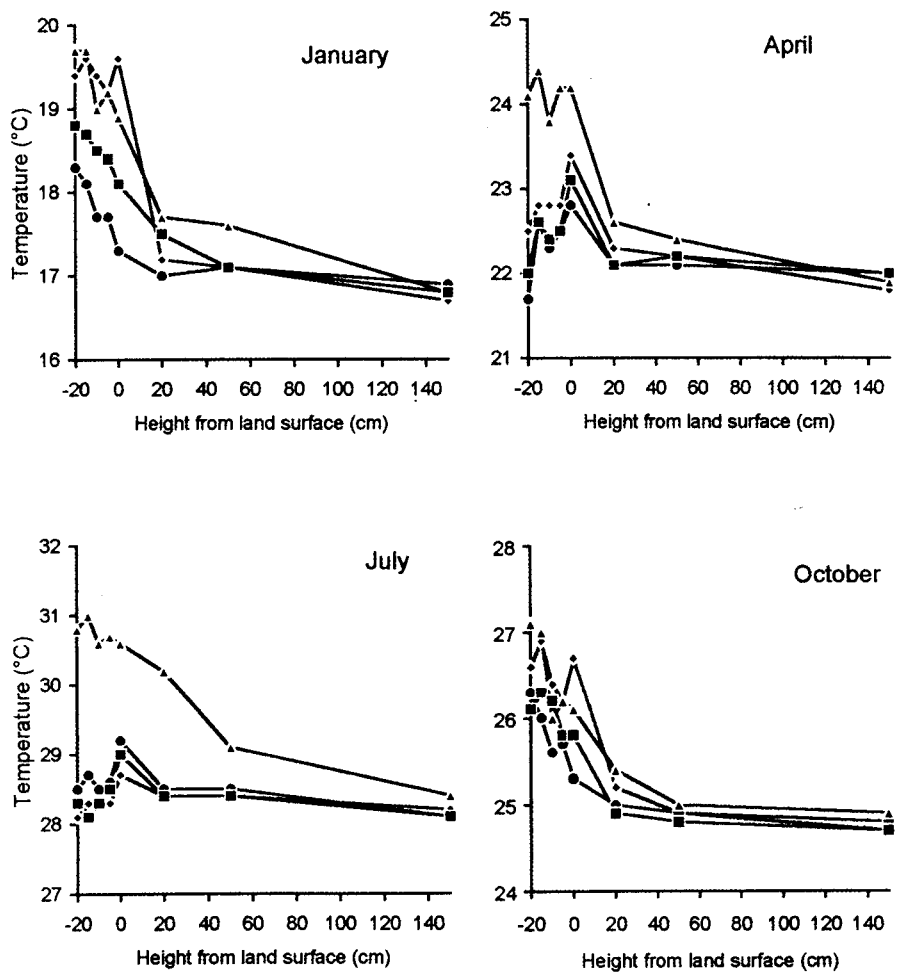 January
20
19
18
17
16
Temperature (°C)
-20 0 20 40 60 80 100 120 140
Height from land surface (cm)
April
25
24
23
22
21
-20 0 20 40 60 80 100 120 140
Height from land surface (cm)
July
32
31
30
29
28
27
Temperature (°C)
-20 0 20 40 60 80 100 120 140
Height from land surface (cm)
October
28
27
26
25
24
-20 0 20 40 60 80 100 120 140
Height from land surface (cm)